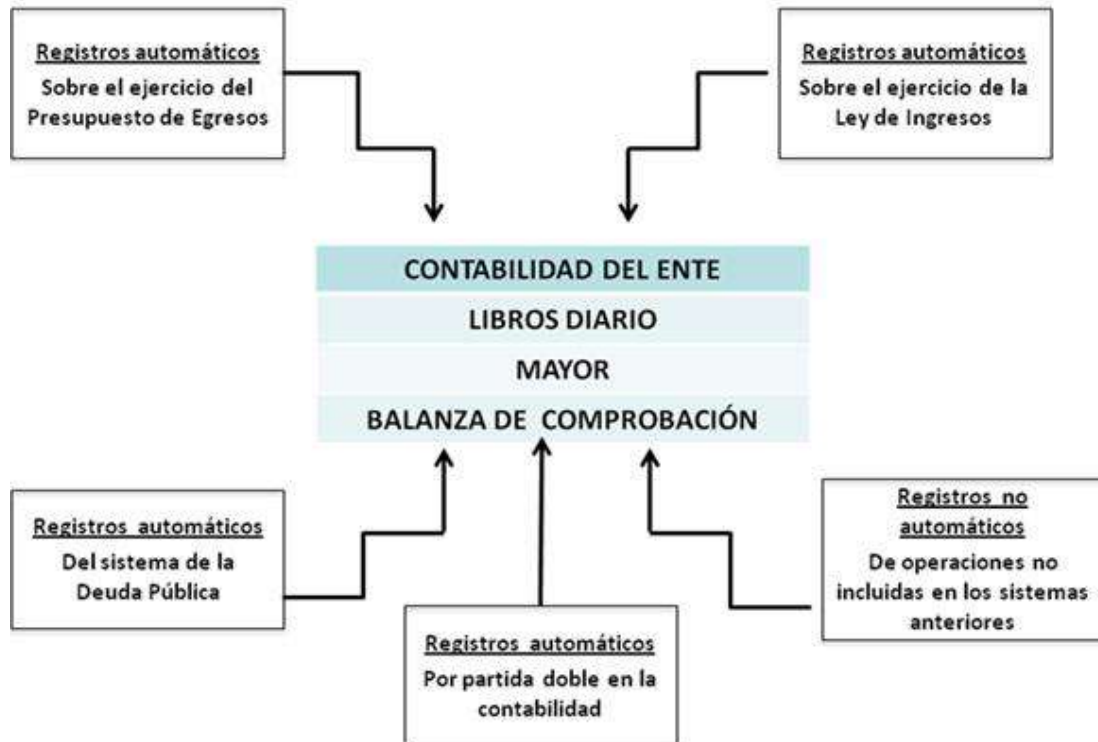 Registros automáticos
Sobre el ejercicio del
Presupuesto de Egresos
Registros automáticos
Sobre el ejercicio de la
Ley de Ingresos
CONTABILIDAD DEL ENTE
LIBROS DIARIO
MAYOR
BALANZA DE COMPROBACIÓN
Registros automáticos
Del sistema de la
Deuda Pública
Registros automáticos
Por partida doble en la
contabilidad
Registros no
automáticos
De operaciones no
incluidas en los sistemas
anteriores